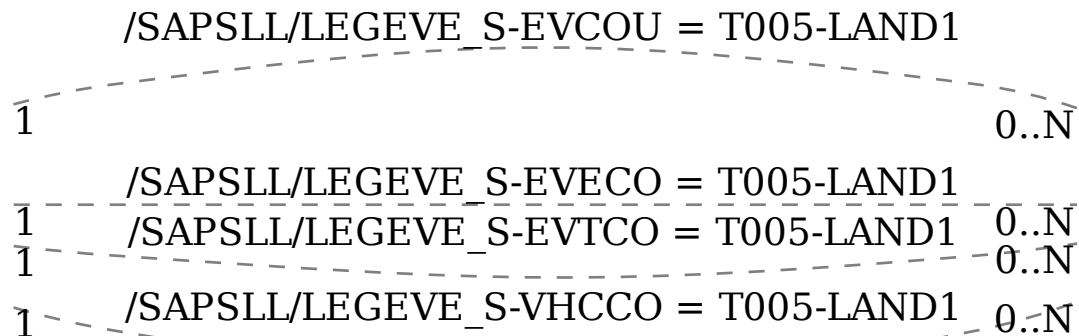 /SAPSLL/LEGEVE_S-EVCOU = T005-LAND1
1 0..N
/SAPSLL/LEGEVE_S-EVECO = T005-LAND1
1 0..N
/SAPSLL/LEGEVE_S-EVTCO = T005-LAND1
1 0..N
/SAPSLL/LEGEVE_S-VHCCO = T005-LAND1
1 0..N